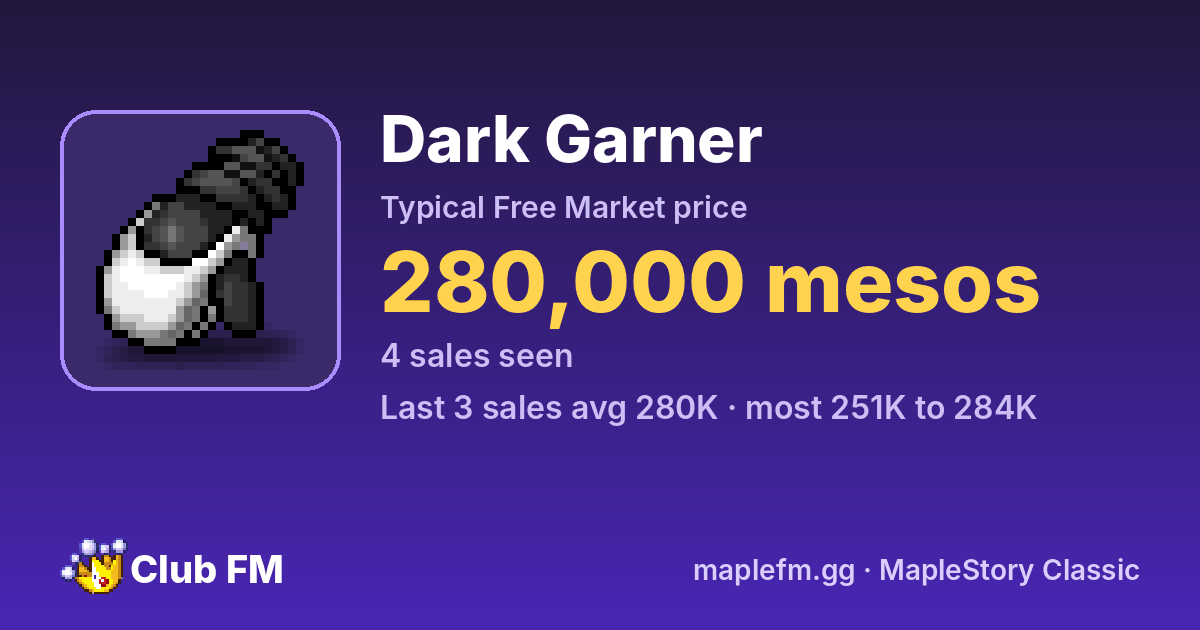 Dark Garner
Typical Free Market price
280,000 mesos
4 sales seen
Last 3 sales avg 280K · most 251K to 284K
Club FM
maplefm.gg · MapleStory Classic